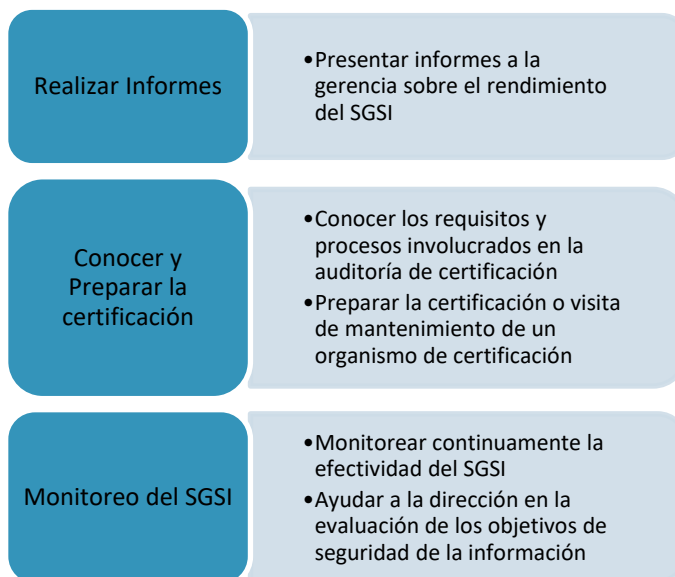 Realizar Informes
•Presentar informes a la
gerencia sobre el rendimiento
del SGSI
Conocer y
Preparar la
certificación
•Conocer los requisitos y
procesos involucrados en la
auditoría de certificación
•Preparar la certificación o visita
de mantenimiento de un
organismo de certificación
Monitoreo del SGSI
•Monitorear continuamente la
efectividad del SGSI
•Ayudar a la dirección en la
evaluación de los objetivos de
seguridad de la información